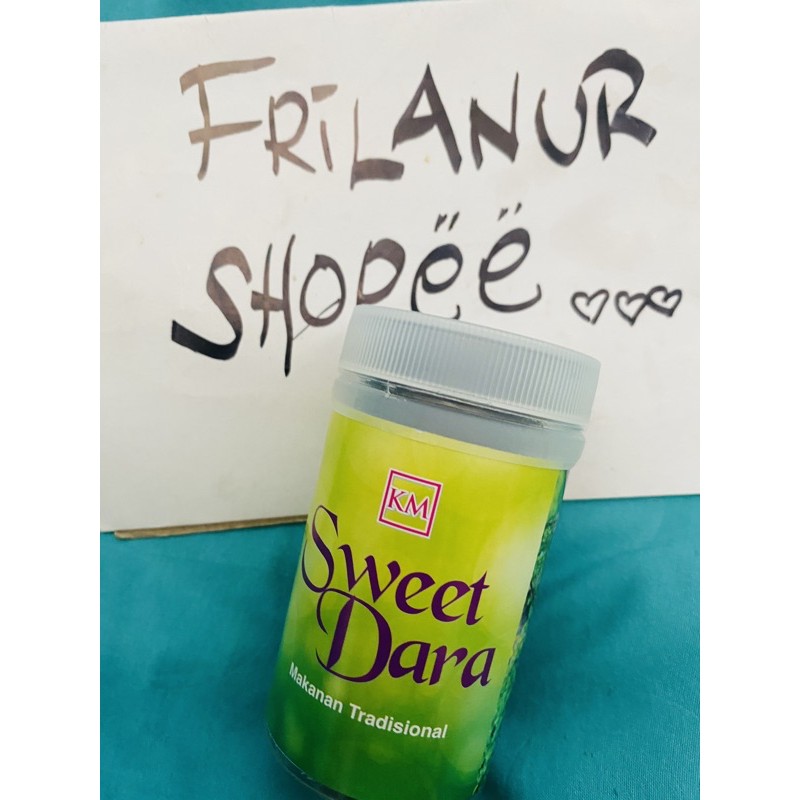 FRiLANUR
SHOPËË
KM
Sweet
Dara
Makanan Tradisional